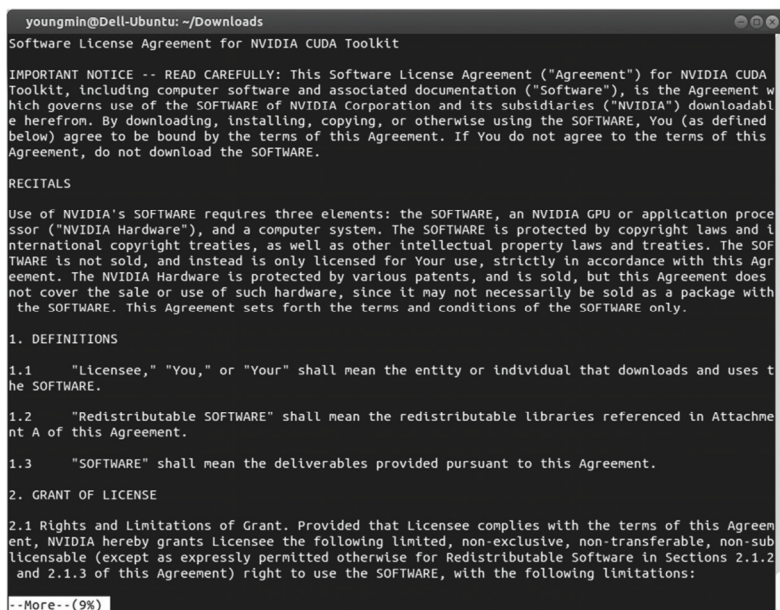 youngmin@Dell-Ubuntu: ~/Downloads
Software License Agreement for NVIDIA CUDA Toolkit
IMPORTANT NOTICE -- READ CAREFULLY: This Software License Agreement ("Agreement") for NVIDIA CUDA
Toolkit, including computer software and associated documentation ("Software"), is the Agreement w
hich governs use of the SOFTWARE of NVIDIA Corporation and its subsidiaries ("NVIDIA") downloadabl
e herefrom. By downloading, installing, copying, or otherwise using the SOFTWARE, You (as defined
below) agree to be bound by the terms of this Agreement. If You do not agree to the terms of this
Agreement, do not download the SOFTWARE.
RECITALS
Use of NVIDIA's SOFTWARE requires three elements: the SOFTWARE, an NVIDIA GPU or application proce
ssor ("NVIDIA Hardware"), and a computer system. The SOFTWARE is protected by copyright laws and i
nternational copyright treaties, as well as other intellectual property laws and treaties. The SOF
TWARE is not sold, and instead is only licensed for Your use, strictly in accordance with this Agr
eement. The NVIDIA Hardware is protected by various patents, and is sold, but this Agreement does
not cover the sale or use of such hardware, since it may not necessarily be sold as a package with
the SOFTWARE. This Agreement sets forth the terms and conditions of the SOFTWARE only.
1. DEFINITIONS
1.1 "Licensee," "You," or "Your" shall mean the entity or individual that downloads and uses t
he SOFTWARE.
1.2 "Redistributable SOFTWARE" shall mean the redistributable libraries referenced in Attachme
nt A of this Agreement.
1.3 "SOFTWARE" shall mean the deliverables provided pursuant to this Agreement.
2. GRANT OF LICENSE
2.1 Rights and Limitations of Grant. Provided that Licensee complies with the terms of this Agreem
ent, NVIDIA hereby grants Licensee the following limited, non-exclusive, non-transferable, non-sub
licensable (except as expressly permitted otherwise for Redistributable Software in Sections 2.1.2
and 2.1.3 of this Agreement) right to use the SOFTWARE, with the following limitations:
--More--(9%)